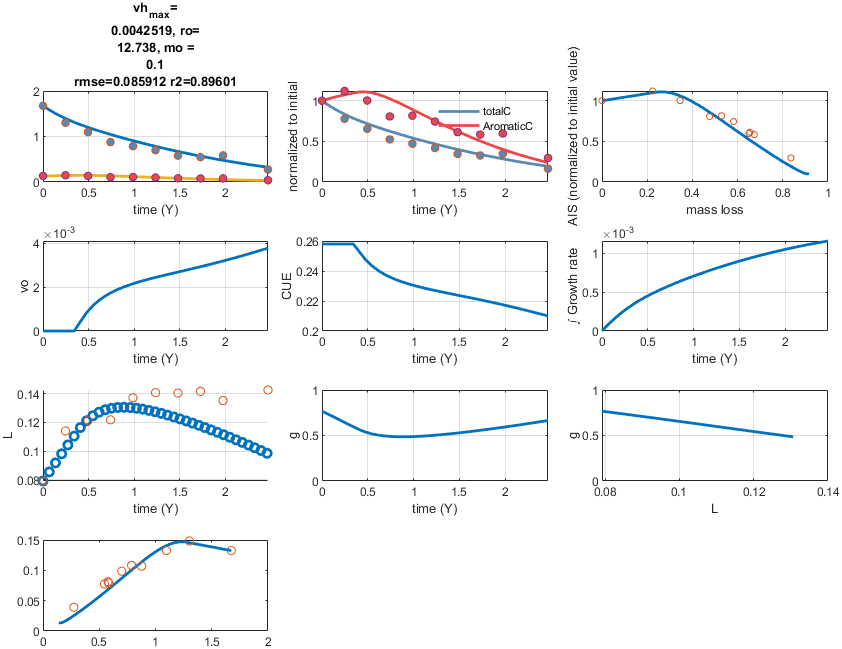 vh_max=
0.0042519, ro=
12.738, mo =
0.1
rmse=0.085912 r2=0.89601
2
1
0
0 0.5 1 1.5 2
time (Y)
normalized to initial
1
0.5
0
totalC
AromaticC
0 0.5 1 1.5 2
time (Y)
AIS (normalized to initial value)
1
0.5
0
0 0.2 0.4 0.6 0.8 1
mass loss
×10^-3
vo
4
2
0
0 0.5 1 1.5 2
time (Y)
CUE
0.26
0.24
0.22
0.2
0 0.5 1 1.5 2
time (Y)
×10^-3
∫ Growth rate
1
0.5
0
0 0.5 1 1.5 2
time (Y)
L
0.14
0.12
0.1
0.08
0 0.5 1 1.5 2
time (Y)
g
1
0.5
0
0 0.5 1 1.5 2
time (Y)
g
1
0.5
0
0.08 0.1 0.12 0.14
L
0.15
0.1
0.05
0
0 0.5 1 1.5 2